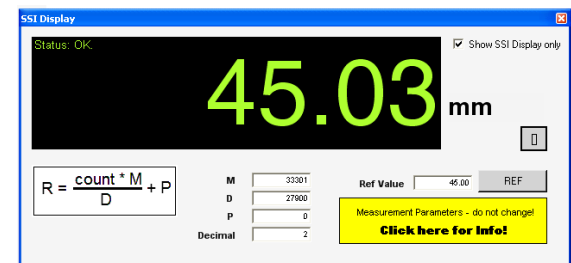 SSI Display
Status: OK.
Show SSI Display only
45.03 mm
R = count * M / D + P
M 33301
D 27900
P 0
Decimal 2
Ref Value 45.00 REF
Measurement Parameters - do not change!
Click here for Info!